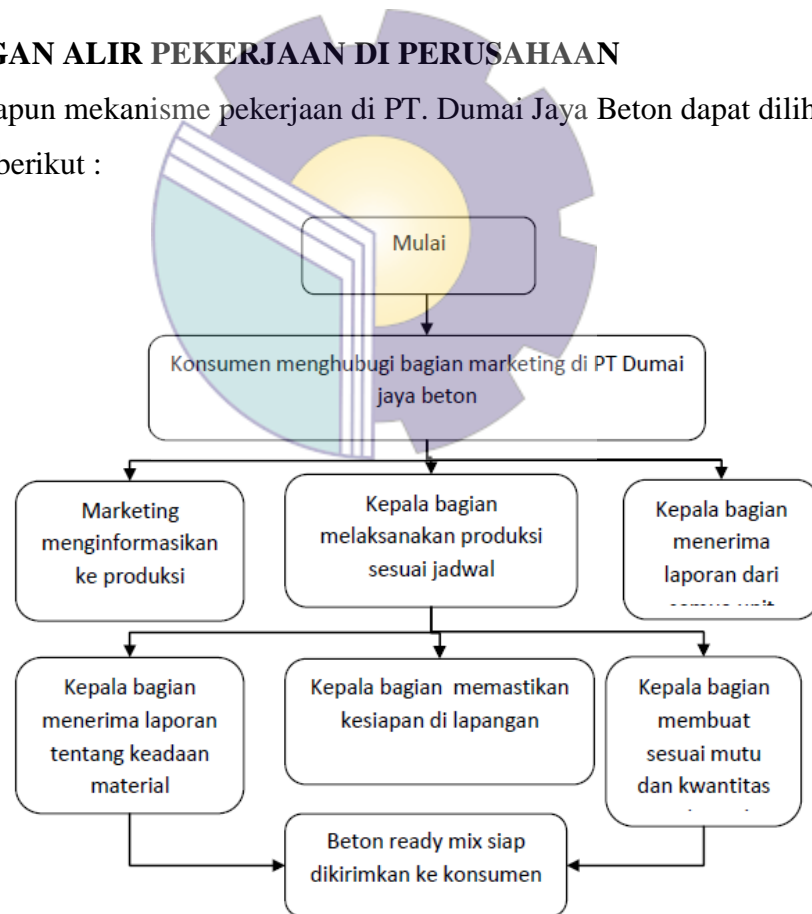 GAN ALIR PEKERJAAN DI PERUSAHAAN
apun mekanisme pekerjaan di PT. Dumai Jaya Beton dapat dilih
berikut :
Mulai
Konsumen menghubugi bagian marketing di PT Dumai
jaya beton
Marketing
menginformasikan
ke produksi
Kepala bagian
melaksanakan produksi
sesuai jadwal
Kepala bagian
menerima
laporan dari
semua unit
Kepala bagian
menerima laporan
tentang keadaan
material
Kepala bagian  memastikan
kesiapan di lapangan
Kepala bagian
membuat
sesuai mutu
dan kwantitas
Beton ready mix siap
dikirimkan ke konsumen